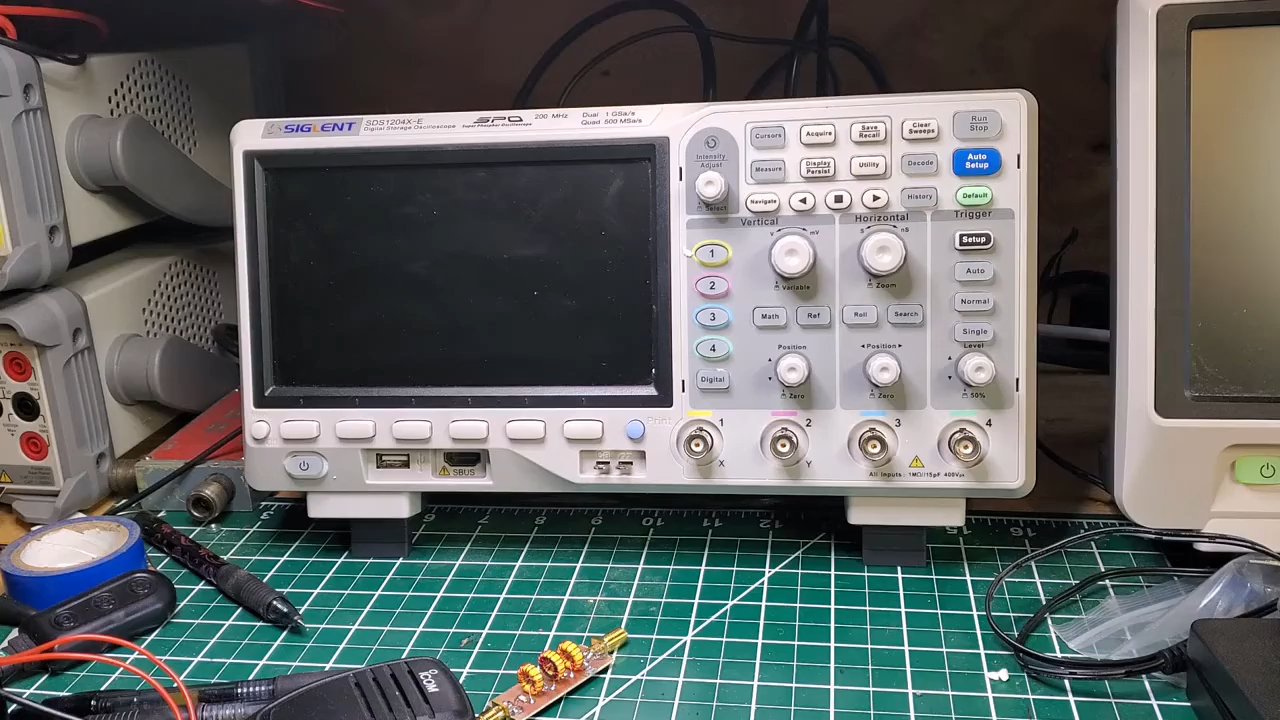 SIGLENT
SDS1204X-E
Digital Storage Oscilloscope
SPO
Super Phosphor Oscilloscope
200 MHz
Dual 1 GSa/s
Quad 500 MSa/s
Intensity
Adjust
Select
Cursors
Acquire
Save
Recall
Clear
Sweeps
Run
Stop
Measure
Display
Persist
Utility
Decode
Auto
Setup
Navigate
History
Default
Vertical
Horizontal
Trigger
V
mV
S
nS
Setup
1
2
3
4
Digital
Variable
Zoom
Auto
Math
Ref
Roll
Search
Normal
Single
Position
Position
Level
Zero
Zero
50%
Print
SBUS
1
2
3
4
X
Y
All Inputs
1MΩ//15pF 400Vpk
6
7
8
9
10
11
12
15
16
ICOM